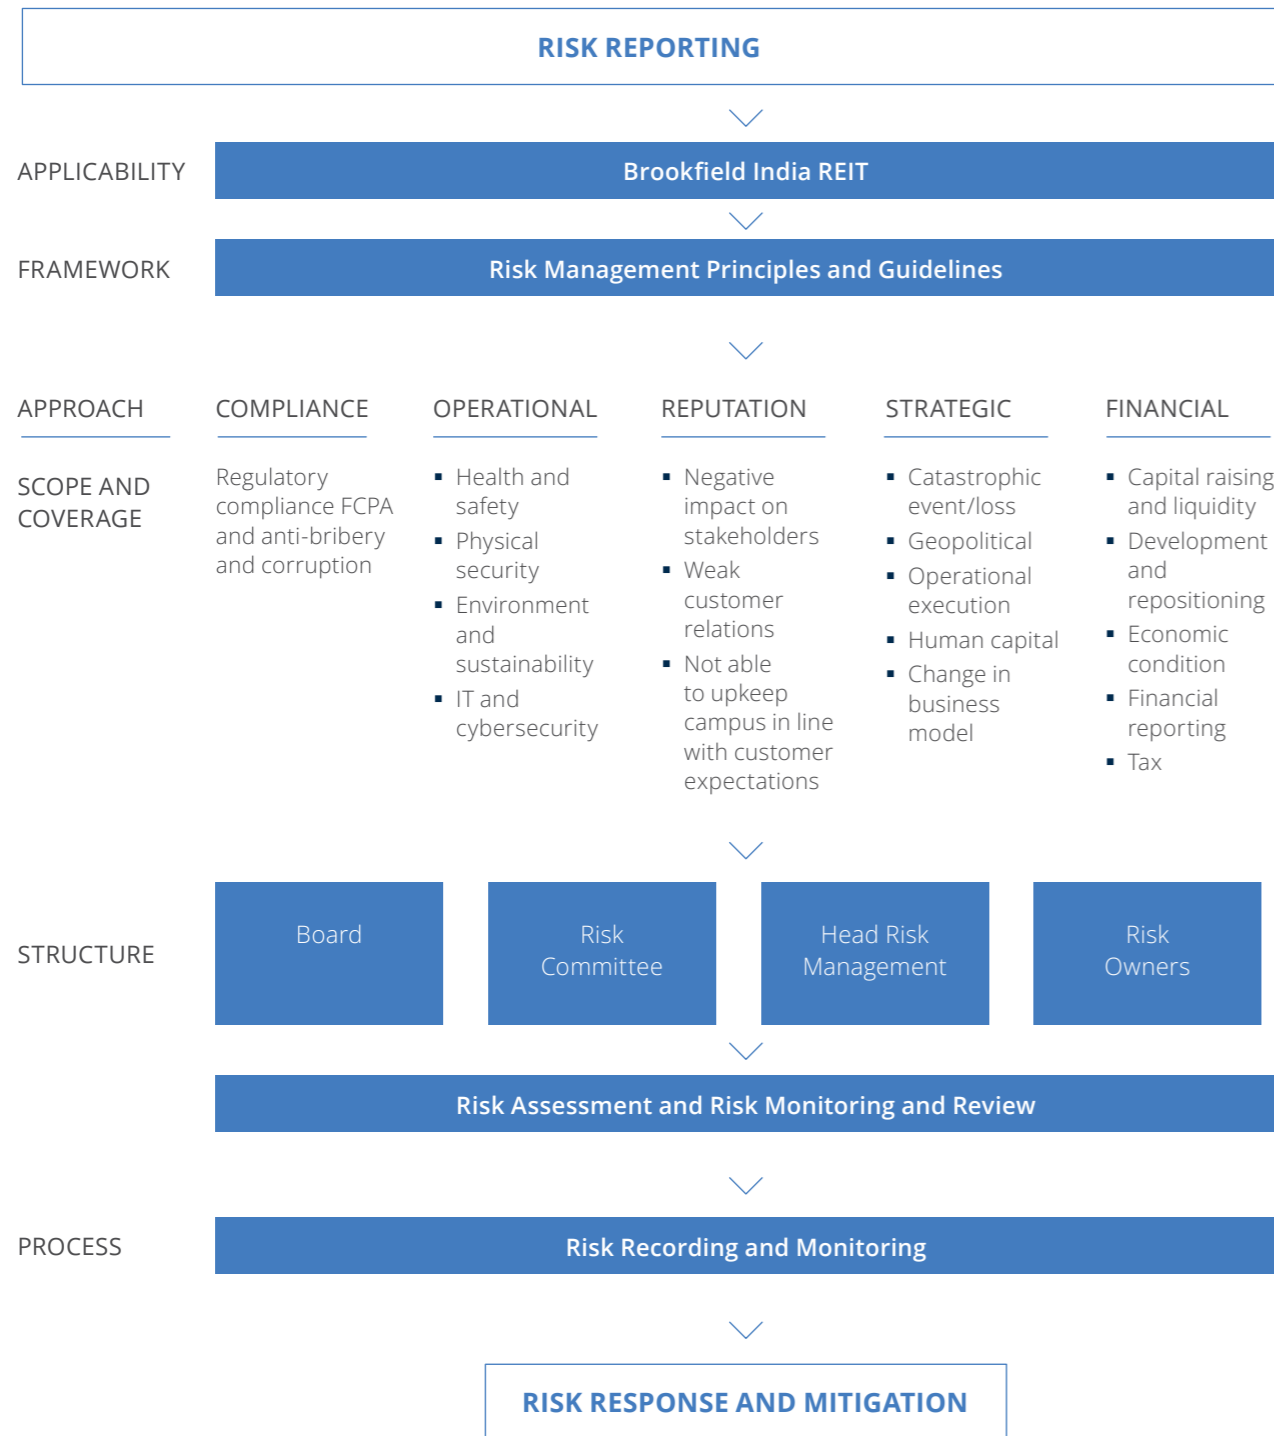 RISK REPORTING
APPLICABILITY
Brookfield India REIT
FRAMEWORK
Risk Management Principles and Guidelines
APPROACH
COMPLIANCE
OPERATIONAL
REPUTATION
STRATEGIC
FINANCIAL
SCOPE AND
COVERAGE
Regulatory
compliance FCPA
and anti-bribery
and corruption
▪ Health and
safety
▪ Physical
security
▪ Environment
and
sustainability
▪ IT and
cybersecurity
▪ Negative
impact on
stakeholders
▪ Weak
customer
relations
▪ Not able
to upkeep
campus in line
with customer
expectations
▪ Catastrophic
event/loss
▪ Geopolitical
▪ Operational
execution
▪ Human capital
▪ Change in
business
model
▪ Capital raising
and liquidity
▪ Development
and
repositioning
▪ Economic
condition
▪ Financial
reporting
▪ Tax
STRUCTURE
Board
Risk
Committee
Head Risk
Management
Risk
Owners
Risk Assessment and Risk Monitoring and Review
PROCESS
Risk Recording and Monitoring
RISK RESPONSE AND MITIGATION